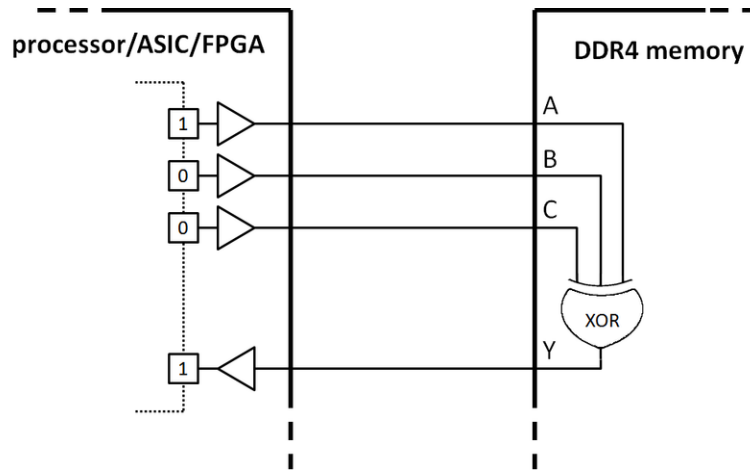 processor/ASIC/FPGA
DDR4 memory
1
A
0
B
0
C
XOR
1
Y